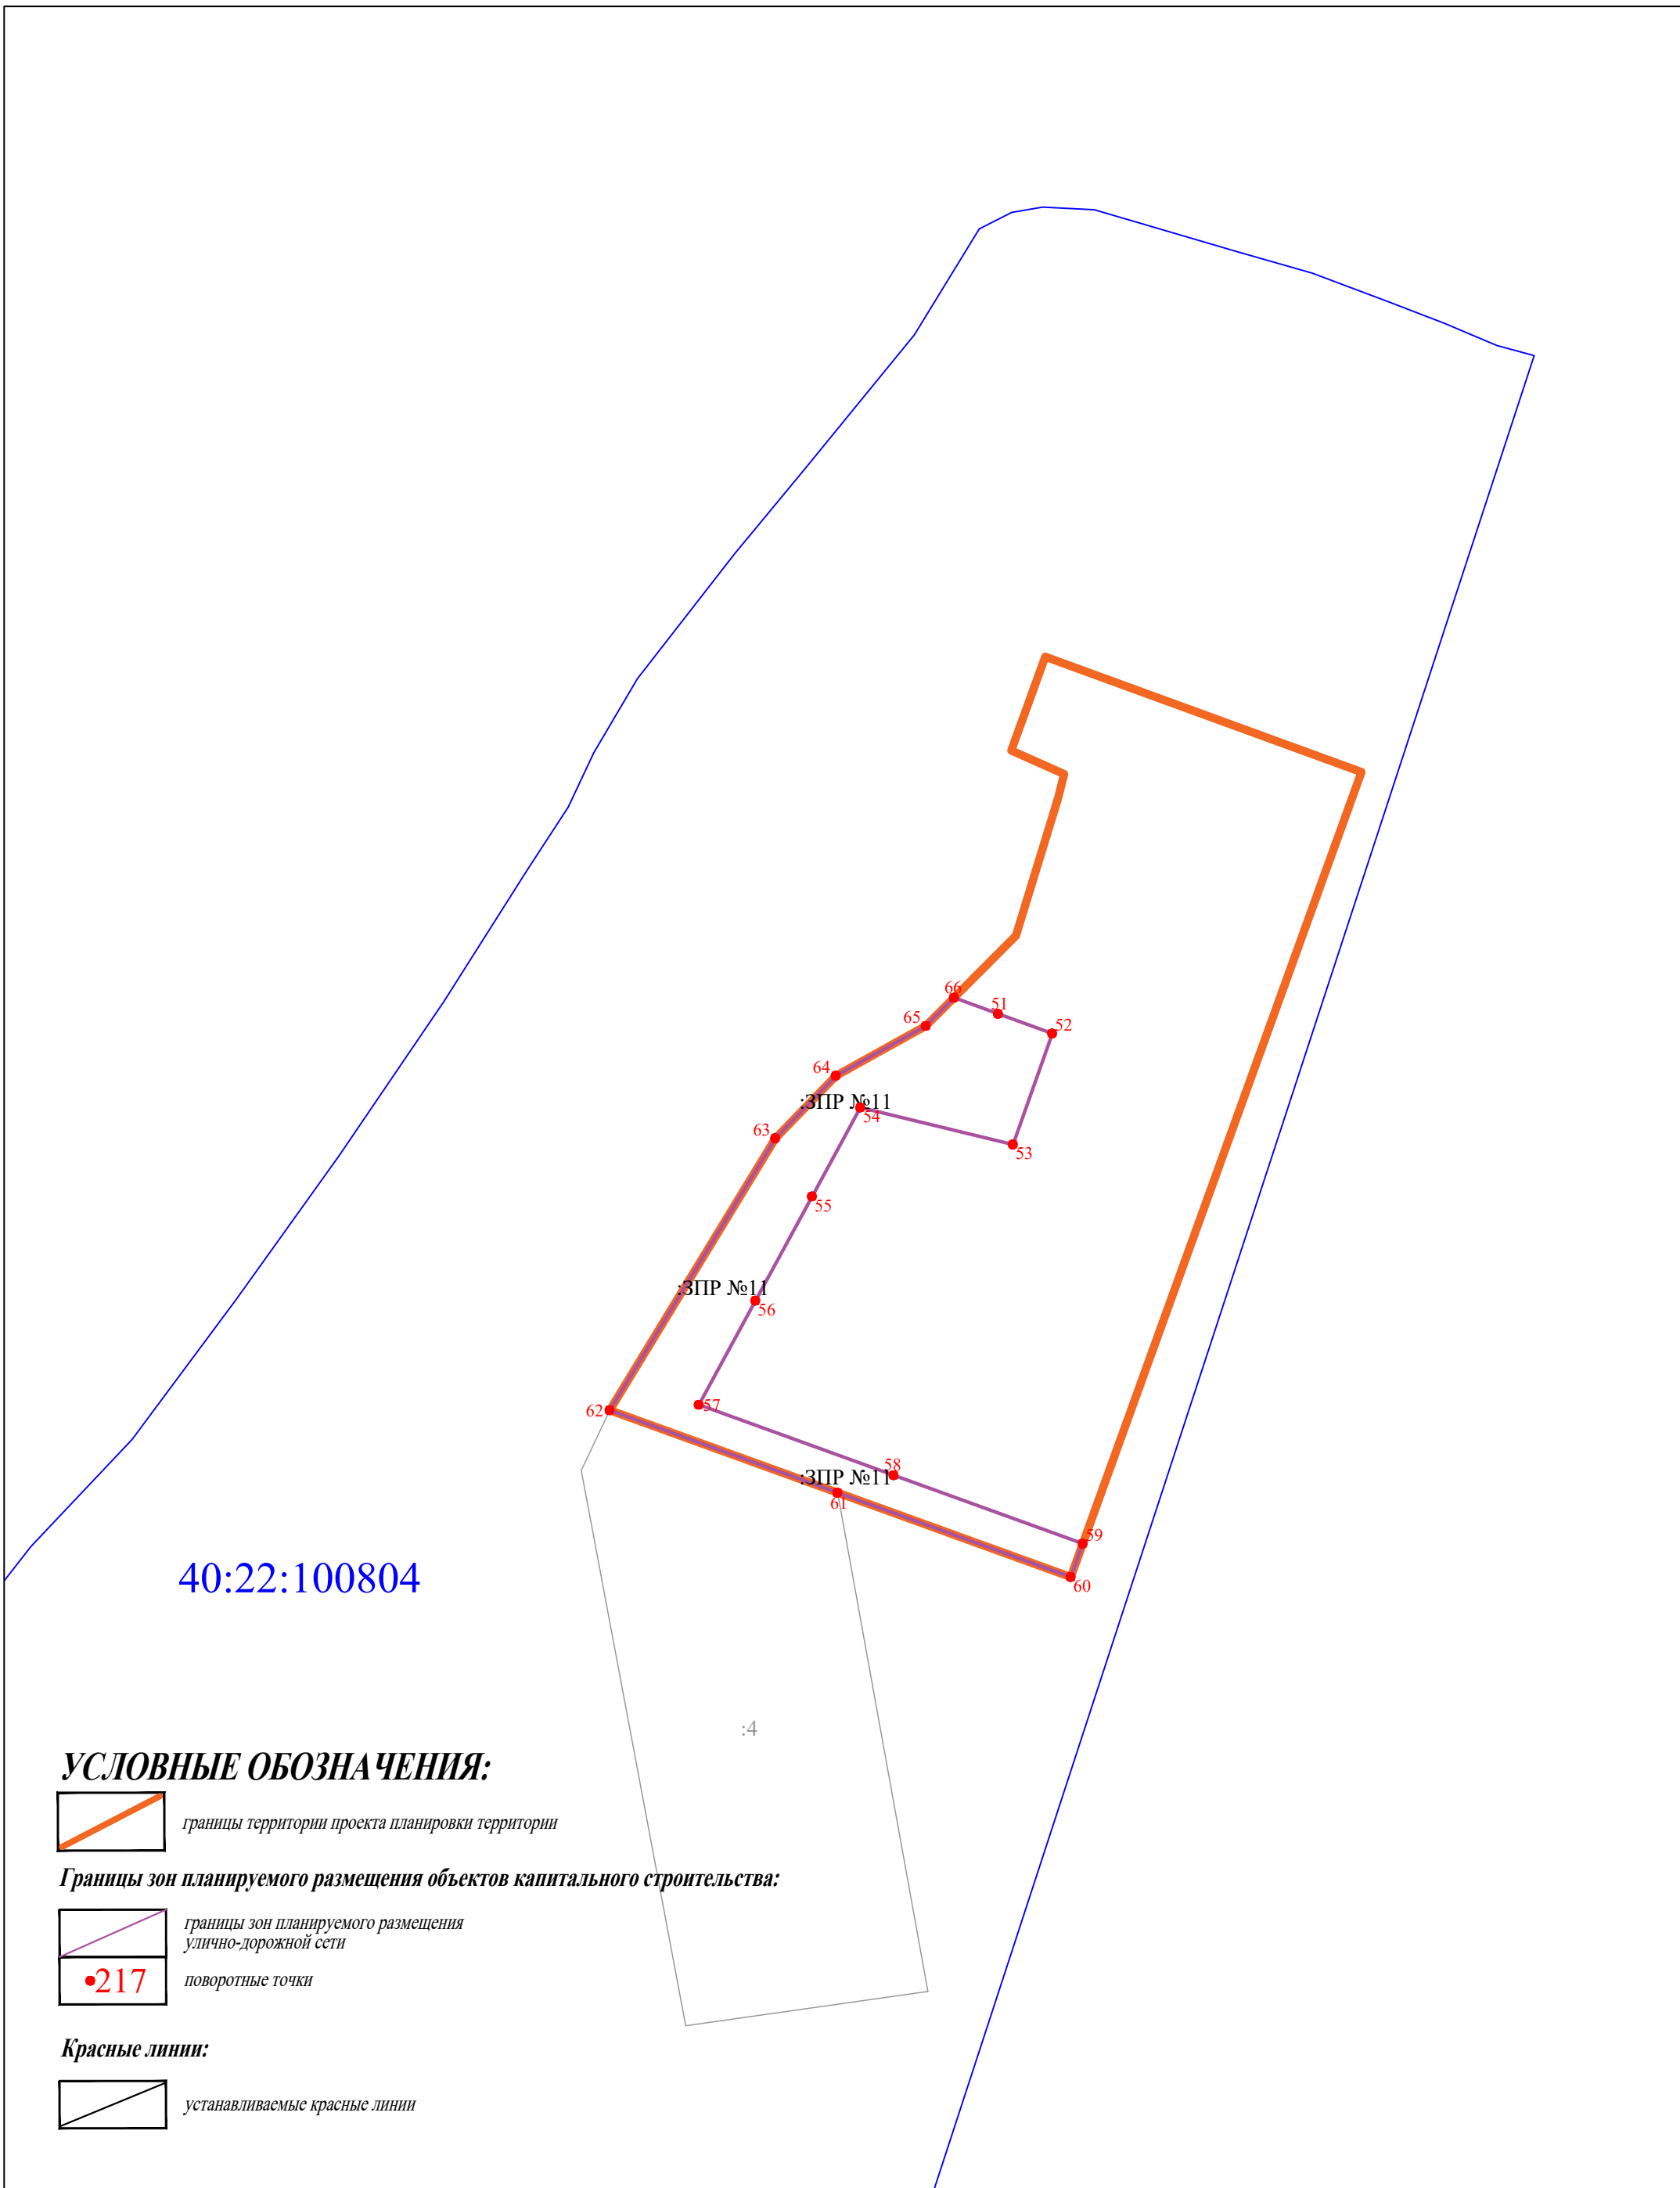 66
51
65
52
64
:ЗПР №11
54
63
53
55
:ЗПР №11
56
57
62
58
:ЗПР №11
61
59
40:22:100804
60
:4
УСЛОВНЫЕ ОБОЗНАЧЕНИЯ:
границы территории проекта планировки территории
Границы зон планируемого размещения объектов капитального строительства:
границы зон планируемого размещения
улично-дорожной сети
217
поворотные точки
Красные линии:
устанавливаемые красные линии